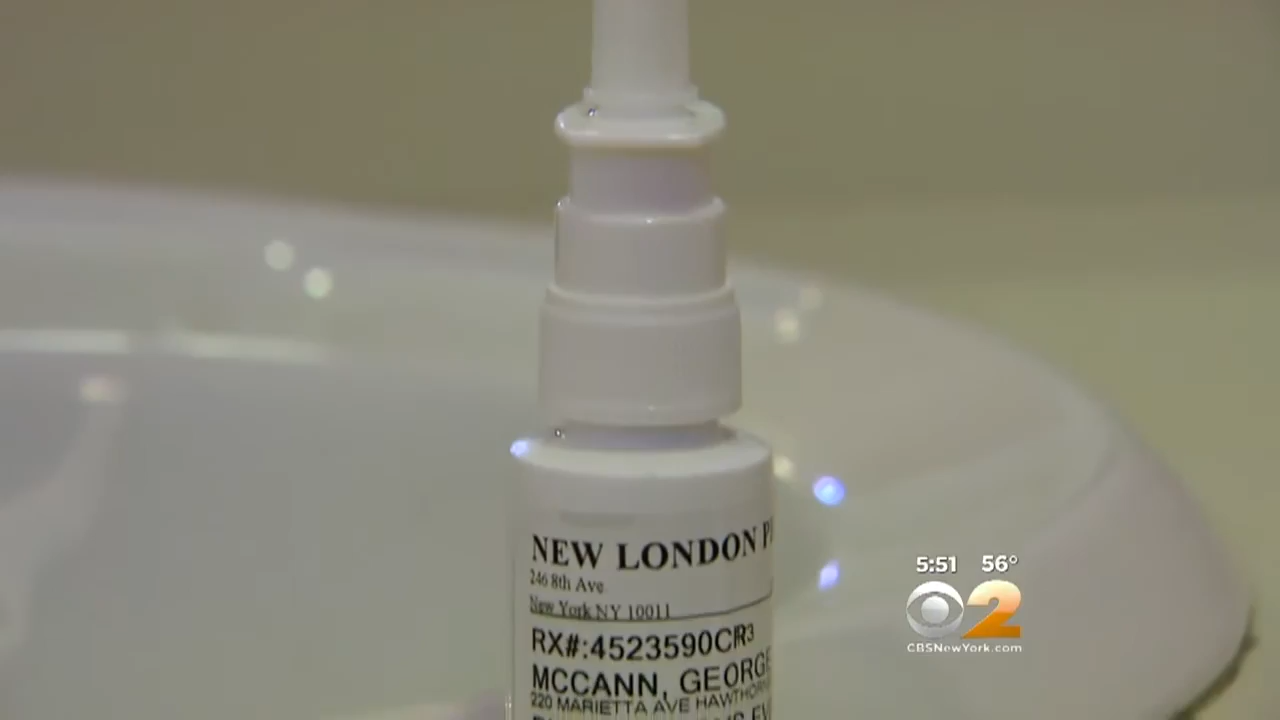 NEW LONDON
246 8th Ave
New York NY 10011
RX#:4523590CR3
MCCANN, GEORGE
220 MARIETTA AVE
5:51 56°
2
CBSNewYork.com